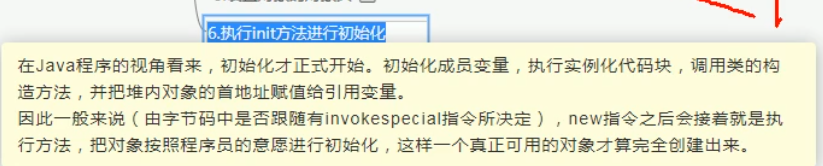 6.执行init方法进行初始化
在Java程序的视角看来，初始化才正式开始。初始化成员变量，执行实例化代码块，调用类的构
造方法，并把堆内对象的首地址赋值给引用变量。
因此一般来说（由字节码中是否跟随有invokespecial指令所决定），new指令之后会接着就是执行
方法，把对象按照程序员的意愿进行初始化，这样一个真正可用的对象才算完全创建出来。